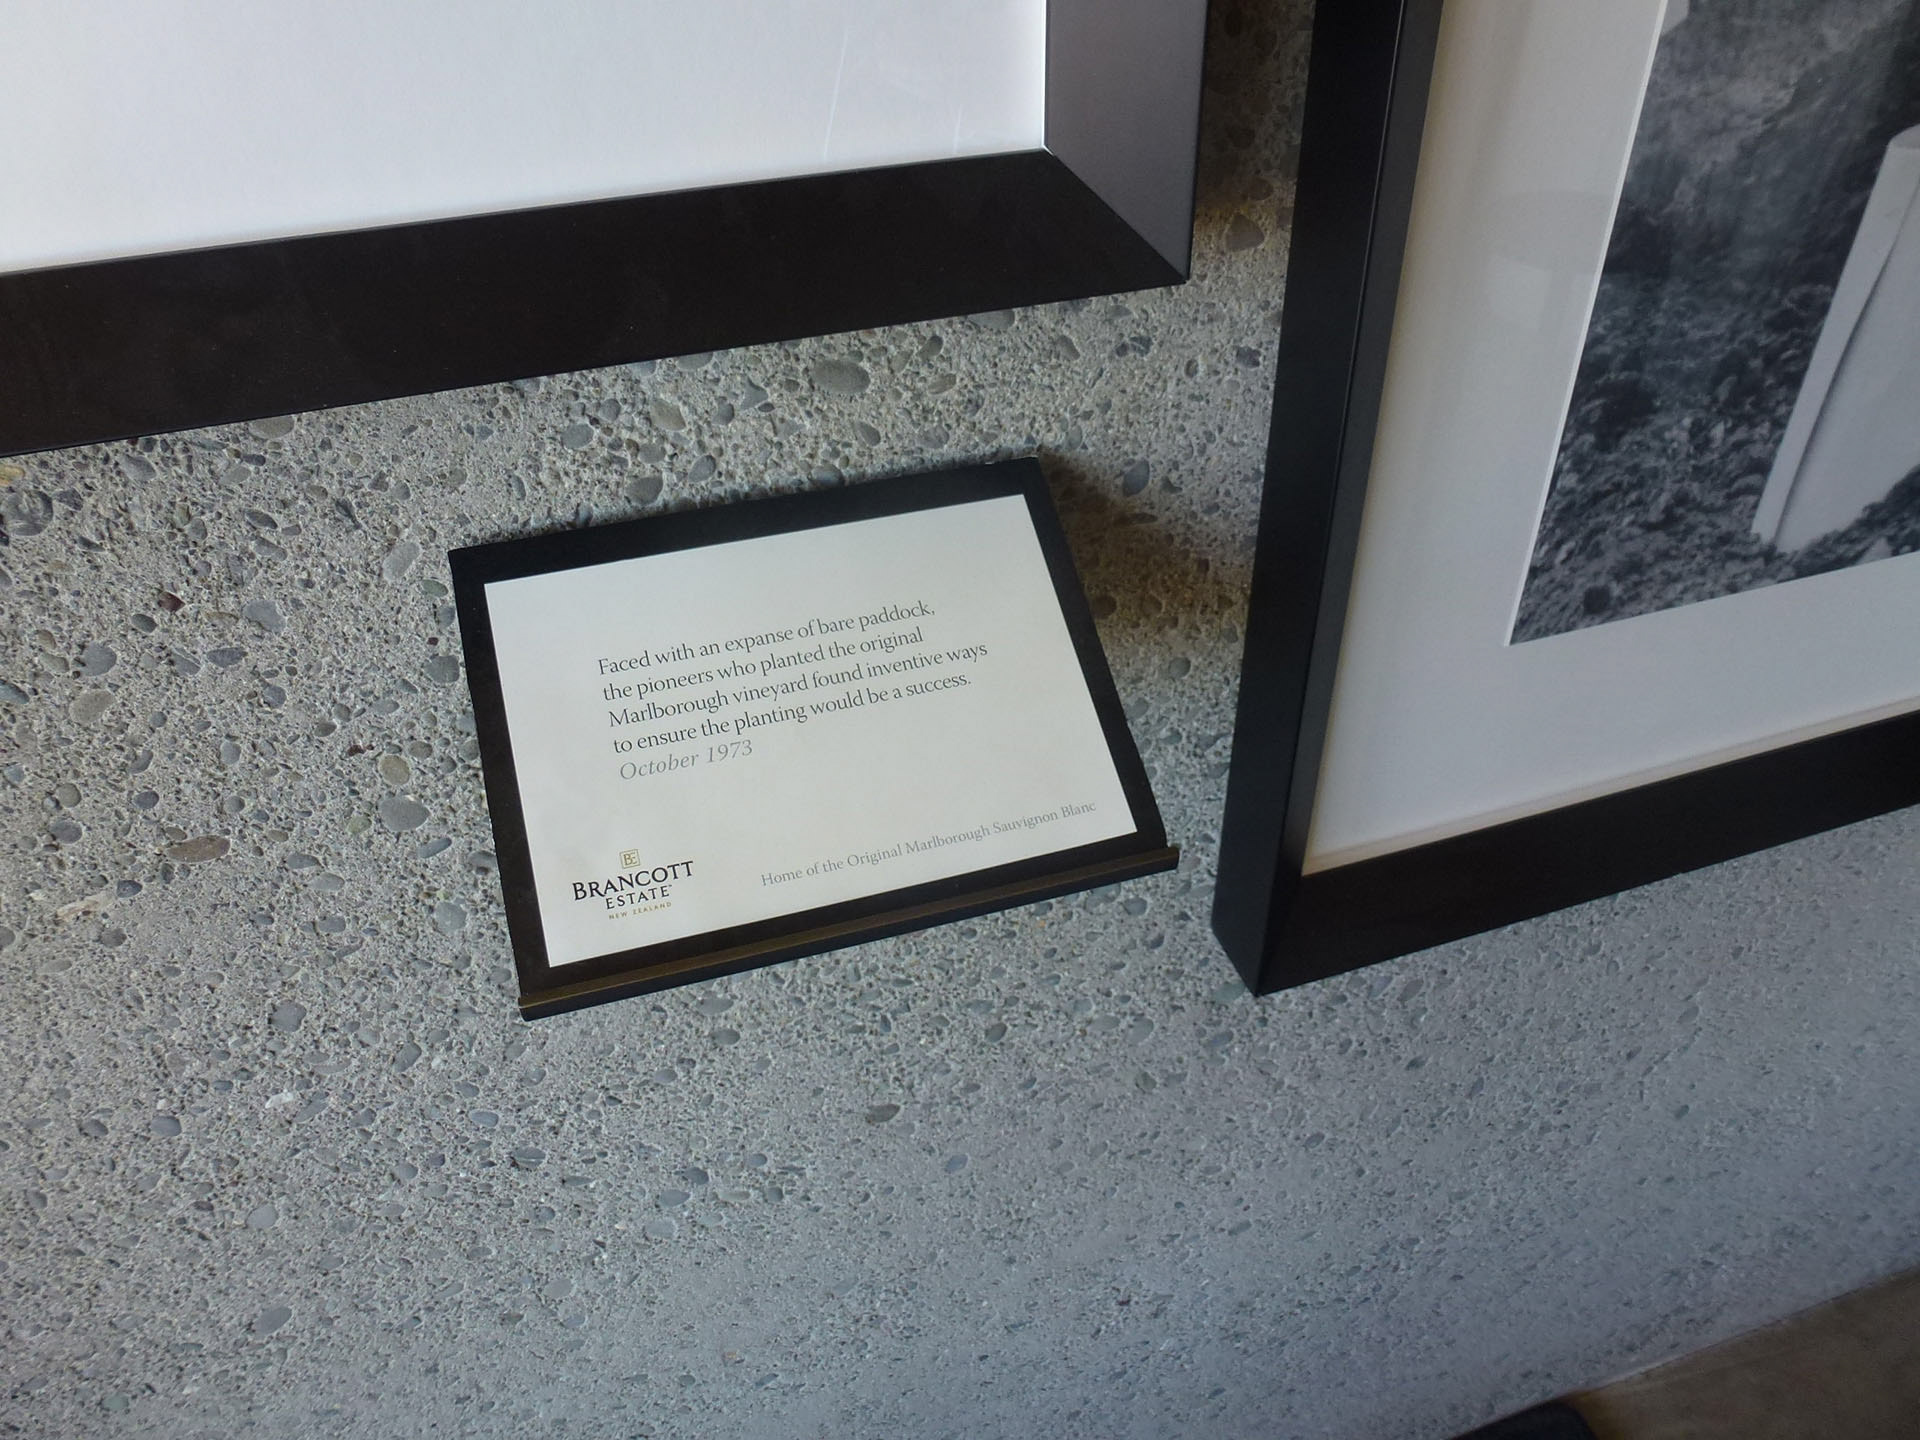 Faced with an expanse of bare paddock,
the pioneers who planted the original
Marlborough vineyard found inventive ways
to ensure the planting would be a success.
October 1973
Home of the Original Marlborough Sauvignon Blanc
BE
BRANCOTT
ESTATE
NEW ZEALAND